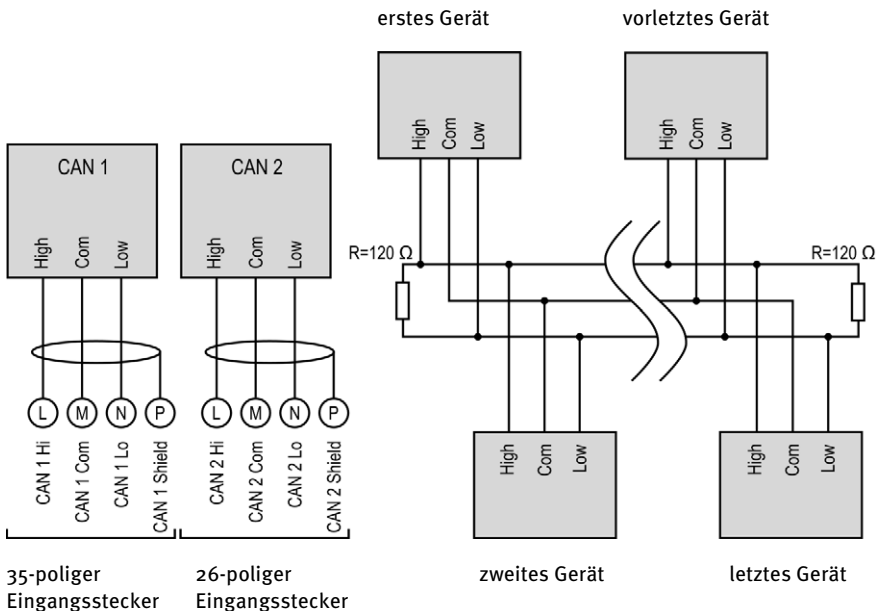 erstes Gerät
vorletztes Gerät
High
Com
Low
High
Com
Low
CAN 1
CAN 2
High
Com
Low
High
Com
Low
R=120 Ω
R=120 Ω
L
M
N
P
L
M
N
P
CAN 1 Hi
CAN 1 Com
CAN 1 Lo
CAN 1 Shield
CAN 2 Hi
CAN 2 Com
CAN 2 Lo
CAN 2 Shield
High
Com
Low
High
Com
Low
35-poliger
Eingangsstecker
26-poliger
Eingangsstecker
zweites Gerät
letztes Gerät